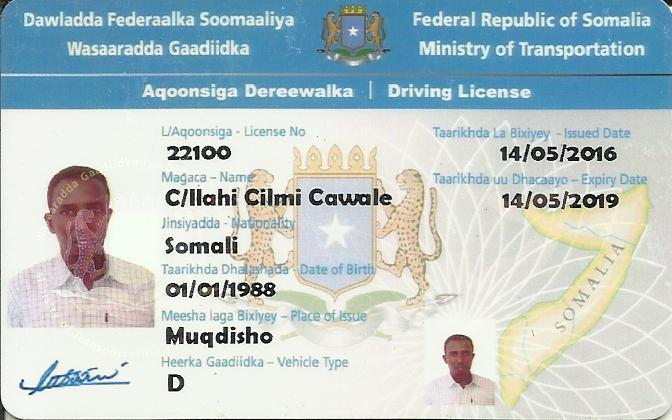 Dawladda Federaalka Soomaaliya
Wasaaradda Gaadiidka
Federal Republic of Somalia
Ministry of Transportation
Aqoonsiga Dereewalka | Driving License
L/Aqoonsiga - License No
22100
Taarikhda La Bixiyey - Issued Date
14/05/2016
Magaca – Name
C/llahi Cilmi Cawale
Taarikhda uu Dhacaayo – Expiry Date
14/05/2019
Jinsiyadda - Nationality
Somali
Taarikhda Dhalashada - Date of Birth
01/01/1988
Meesha laga Bixiyey – Place of Issue
Muqdisho
Heerka Gaadiidka – Vehicle Type
D
SOMALIA